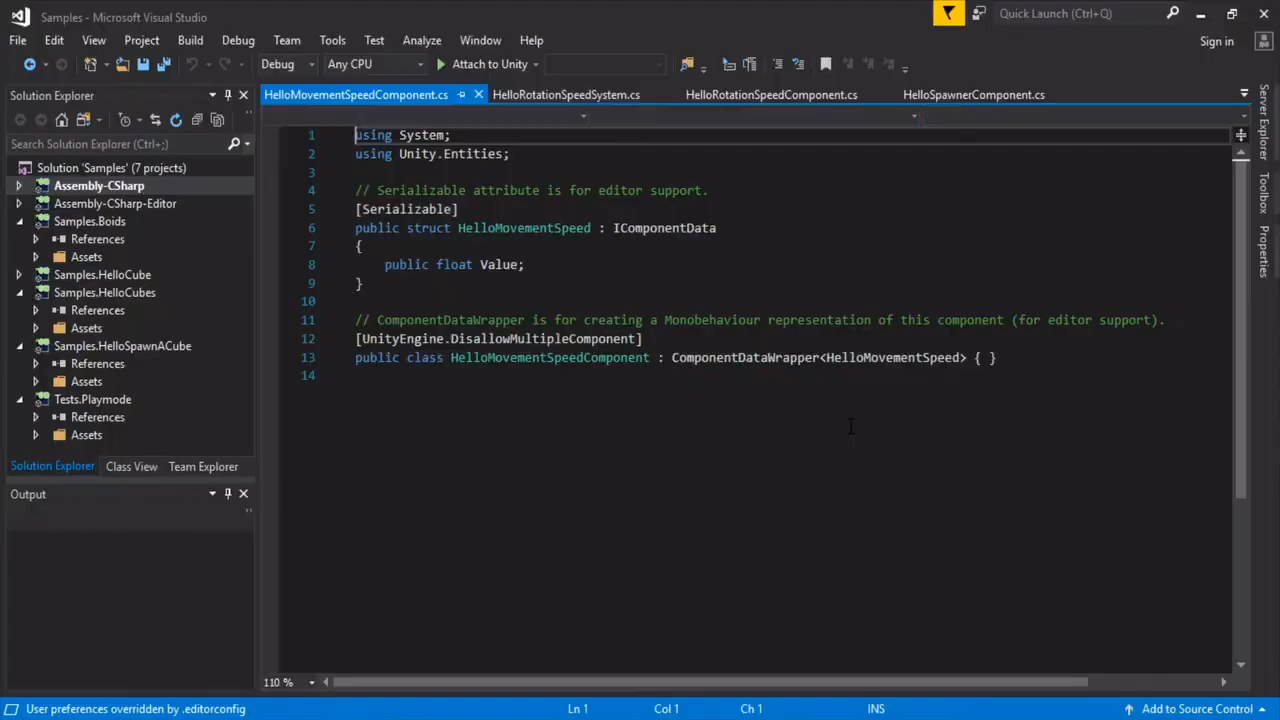 Samples - Microsoft Visual Studio
Quick Launch (Ctrl+Q)
File Edit View Project Build Debug Team Tools Test Analyze Window Help
Sign in
Debug Any CPU Attach to Unity
Solution Explorer
Search Solution Explorer (Ctrl+;)
Solution 'Samples' (7 projects)
Assembly-CSharp
Assembly-CSharp-Editor
Samples.Boids
References
Assets
Samples.HelloCube
Samples.HelloCubes
References
Assets
Samples.HelloSpawnACube
References
Assets
Tests.Playmode
References
Assets
Solution Explorer Class View Team Explorer
Output
HelloMovementSpeedComponent.cs HelloRotationSpeedSystem.cs HelloRotationSpeedComponent.cs HelloSpawnerComponent.cs
1 using System;
2 using Unity.Entities;
3
4 // Serializable attribute is for editor support.
5 [Serializable]
6 public struct HelloMovementSpeed : IComponentData
7 {
8 public float Value;
9 }
10
11 // ComponentDataWrapper is for creating a Monobehaviour representation of this component (for editor support).
12 [UnityEngine.DisallowMultipleComponent]
13 public class HelloMovementSpeedComponent : ComponentDataWrapper<HelloMovementSpeed> { }
14
110 %
Server Explorer
Toolbox
Properties
User preferences overridden by .editorconfig Ln 1 Col 1 Ch 1 INS Add to Source Control